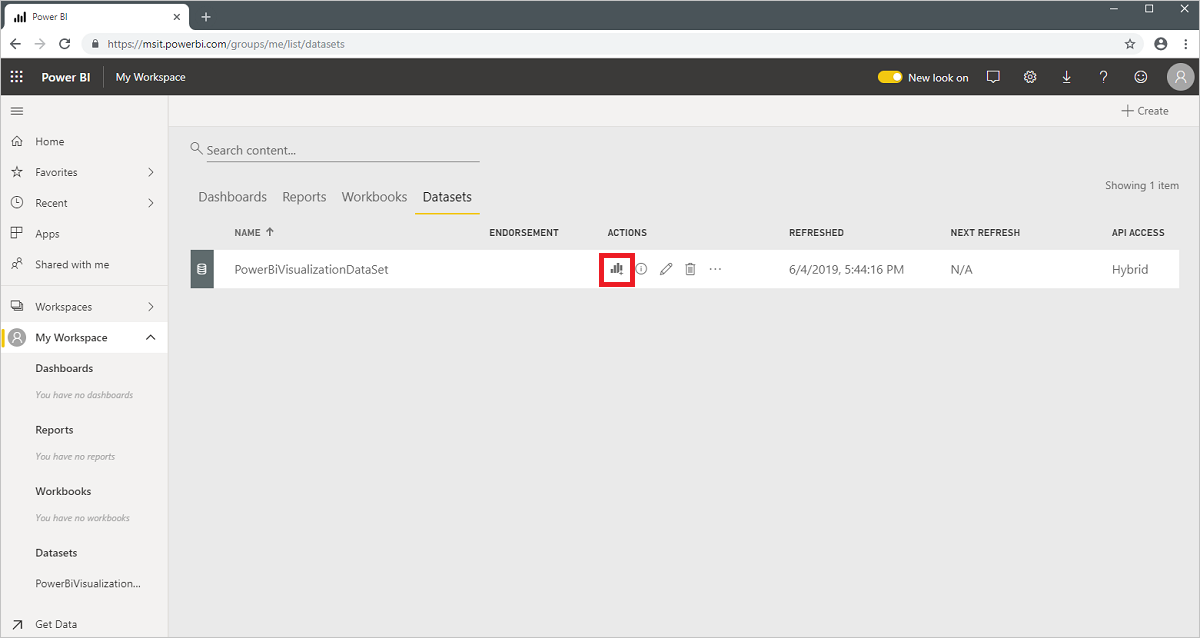 Power BI
https://msit.powerbi.com/groups/me/list/datasets
Power BI My Workspace New look on ?
Create
Home
Favorites
Recent
Apps
Shared with me
Workspaces
My Workspace
Dashboards
You have no dashboards
Reports
You have no reports
Workbooks
You have no workbooks
Datasets
PowerBiVisualization...
Get Data
Search content...
Showing 1 item
Dashboards Reports Workbooks Datasets
NAME ENDORSEMENT ACTIONS REFRESHED NEXT REFRESH API ACCESS
PowerBiVisualizationDataSet 6/4/2019, 5:44:16 PM N/A Hybrid